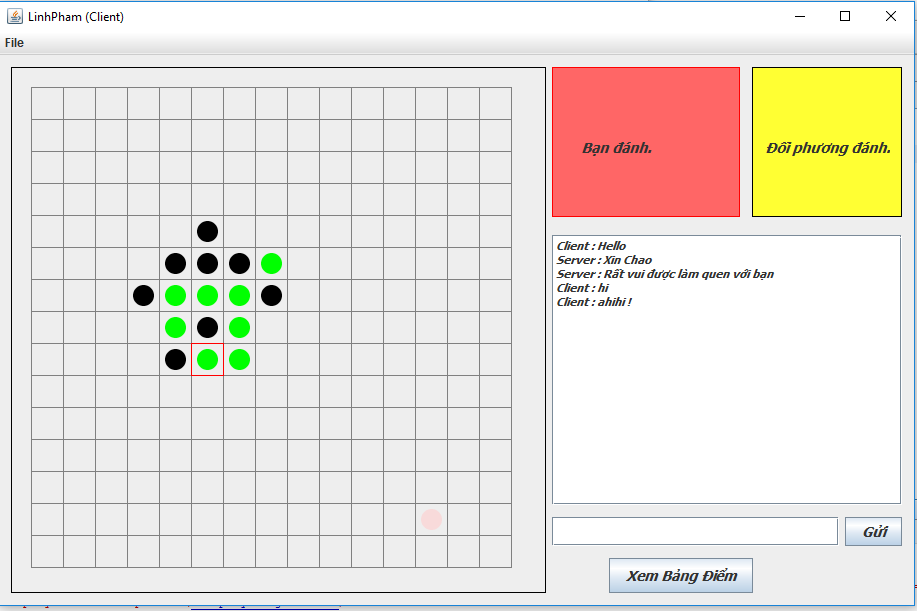 LinhPham (Client)
File
Bạn đánh.
Đối phương đánh.
Client : Hello
Server : Xin Chao
Server : Rất vui được làm quen với bạn
Client : hi
Client : ahihi !
Gửi
Xem Bảng Điểm